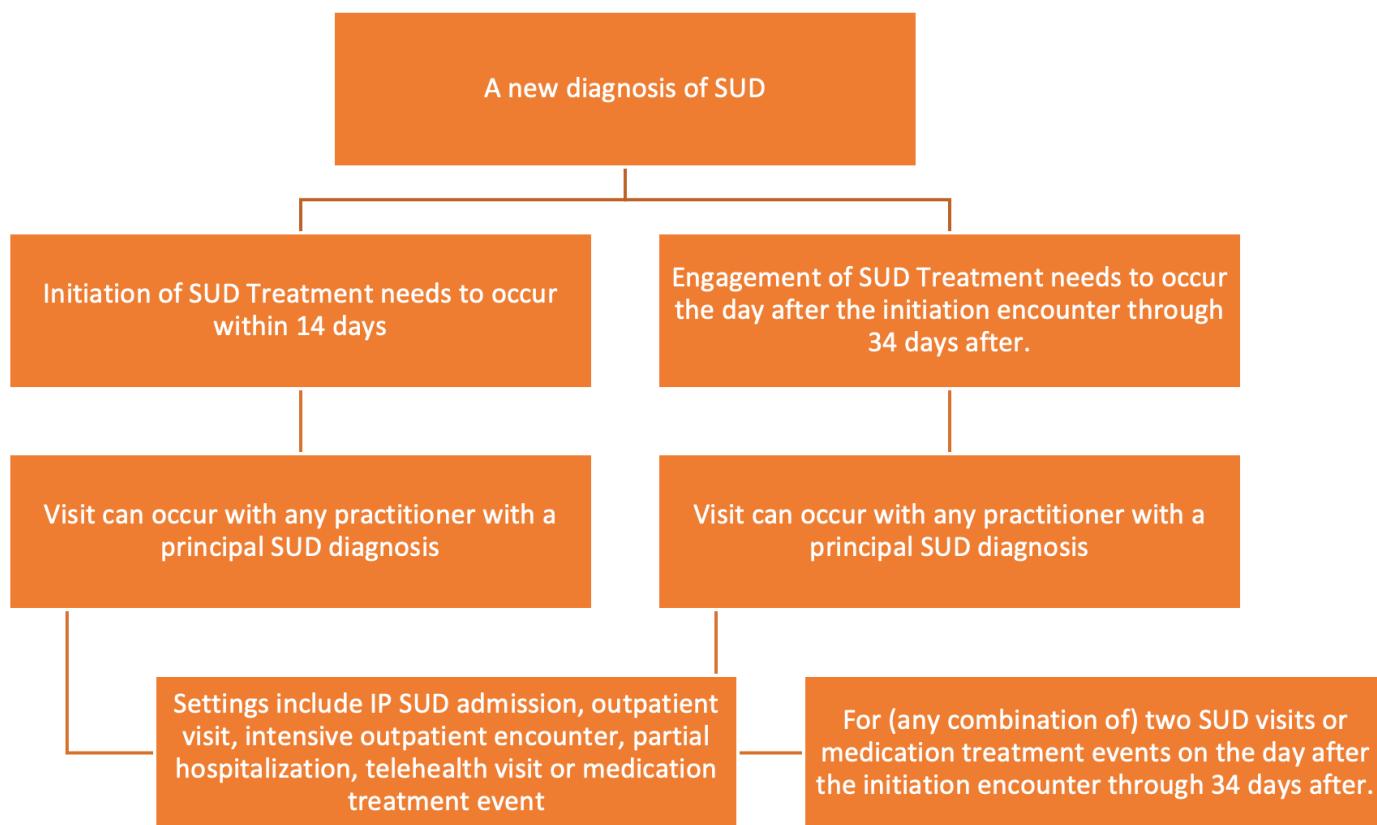 A new diagnosis of SUD
Initiation of SUD Treatment needs to occur
within 14 days
Engagement of SUD Treatment needs to occur
the day after the initiation encounter through
34 days after.
Visit can occur with any practitioner with a
principal SUD diagnosis
Visit can occur with any practitioner with a
principal SUD diagnosis
Settings include IP SUD admission, outpatient
visit, intensive outpatient encounter, partial
hospitalization, telehealth visit or medication
treatment event
For (any combination of) two SUD visits or
medication treatment events on the day after
the initiation encounter through 34 days after.